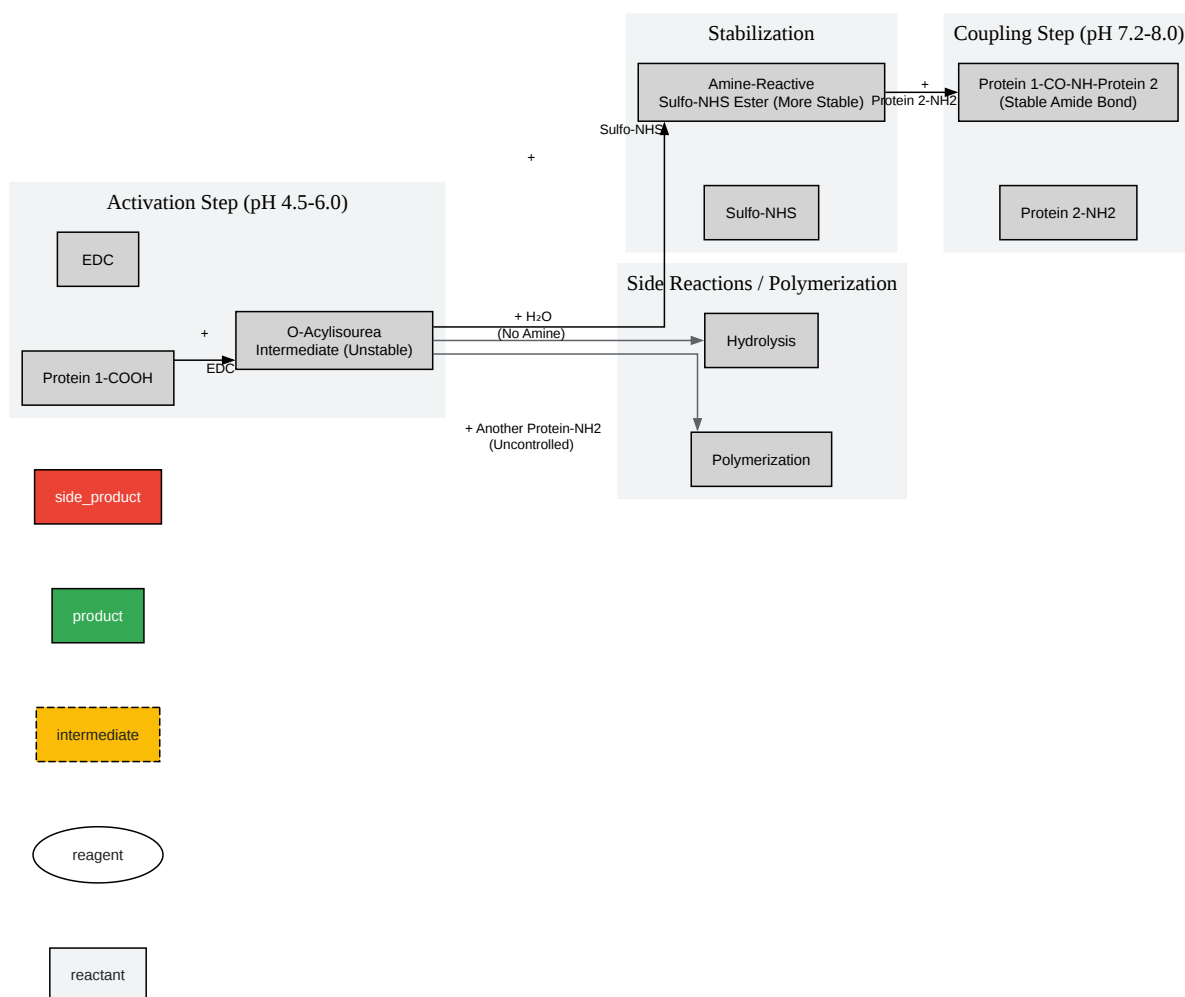 Stabilization
Amine-Reactive
Sulfo-NHS Ester (More Stable)
Sulfo-NHS
+
Sulfo-NHS
Coupling Step (pH 7.2-8.0)
+
Protein 2-NH2
Protein 1-CO-NH-Protein 2
(Stable Amide Bond)
Protein 2-NH2
Activation Step (pH 4.5-6.0)
EDC
Protein 1-COOH
+
EDC
O-Acylisourea
Intermediate (Unstable)
+ H₂O
(No Amine)
+ Another Protein-NH2
(Uncontrolled)
Side Reactions / Polymerization
Hydrolysis
Polymerization
side_product
product
intermediate
reagent
reactant